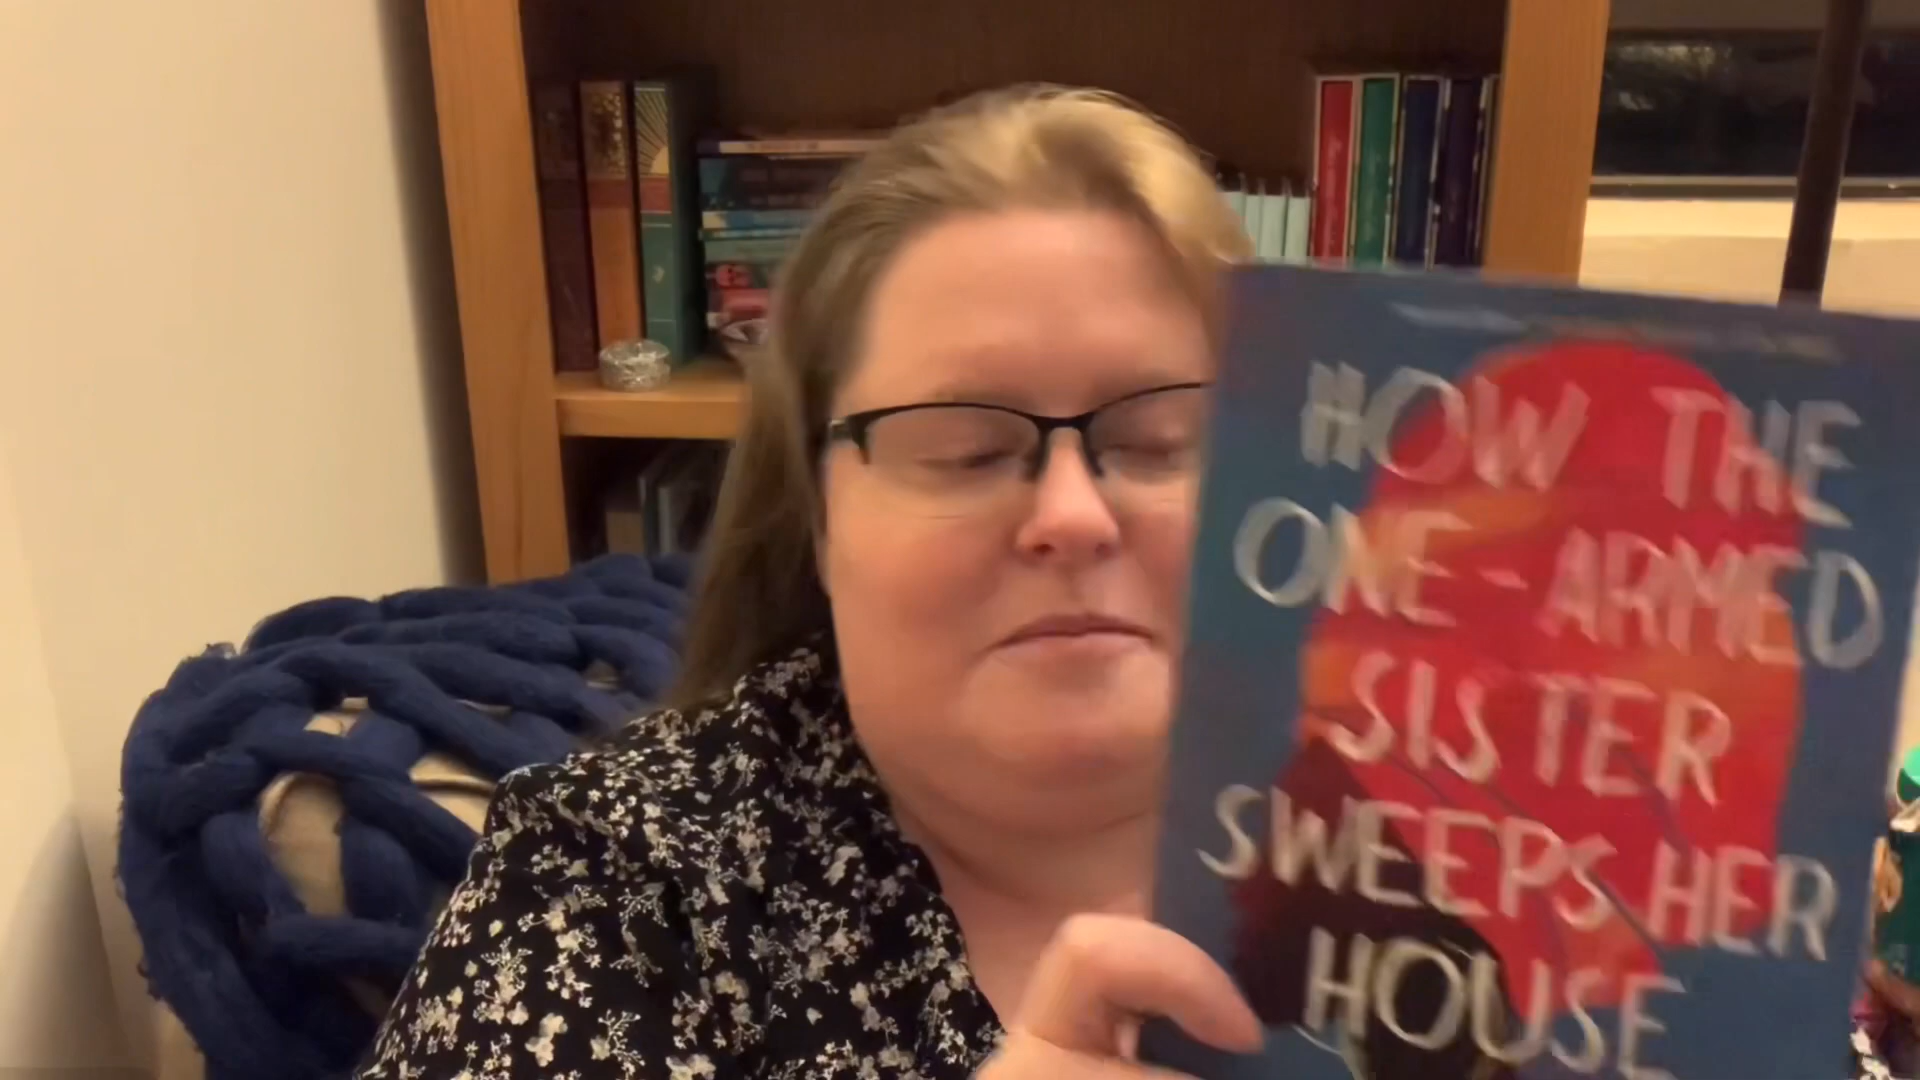 HOW THE
ONE-ARMED
SISTER
SWEEPS HER
HOUSE